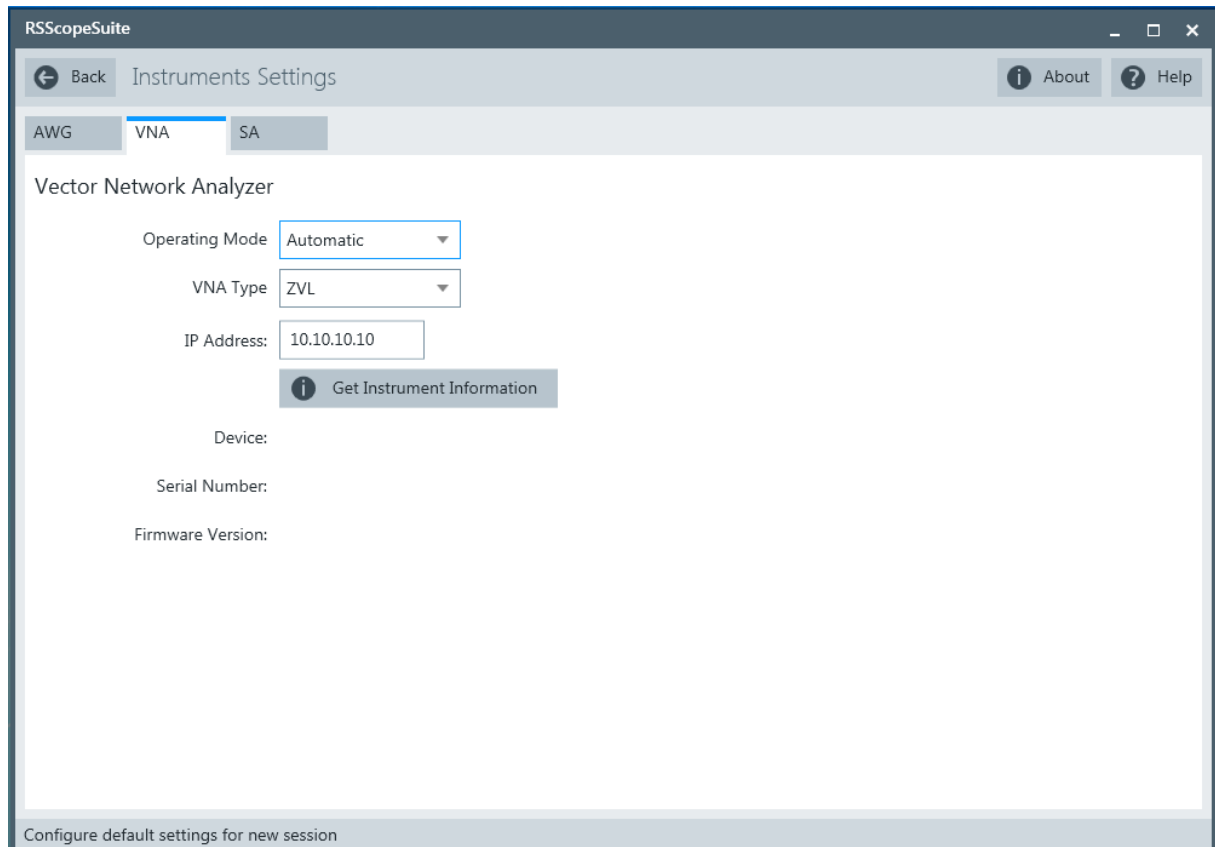 RSScopeSuite
Back Instruments Settings About Help
AWG VNA SA
Vector Network Analyzer
Operating Mode Automatic
VNA Type ZVL
IP Address: 10.10.10.10
Get Instrument Information
Device:
Serial Number:
Firmware Version:
Configure default settings for new session